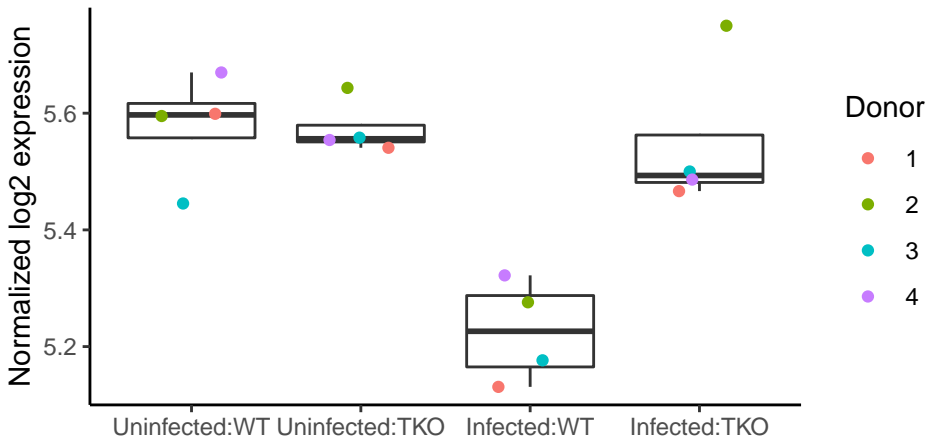 Normalized log2 expression
5.6
5.4
5.2
Uninfected:WT Uninfected:TKO Infected:WT Infected:TKO
Donor
1
2
3
4